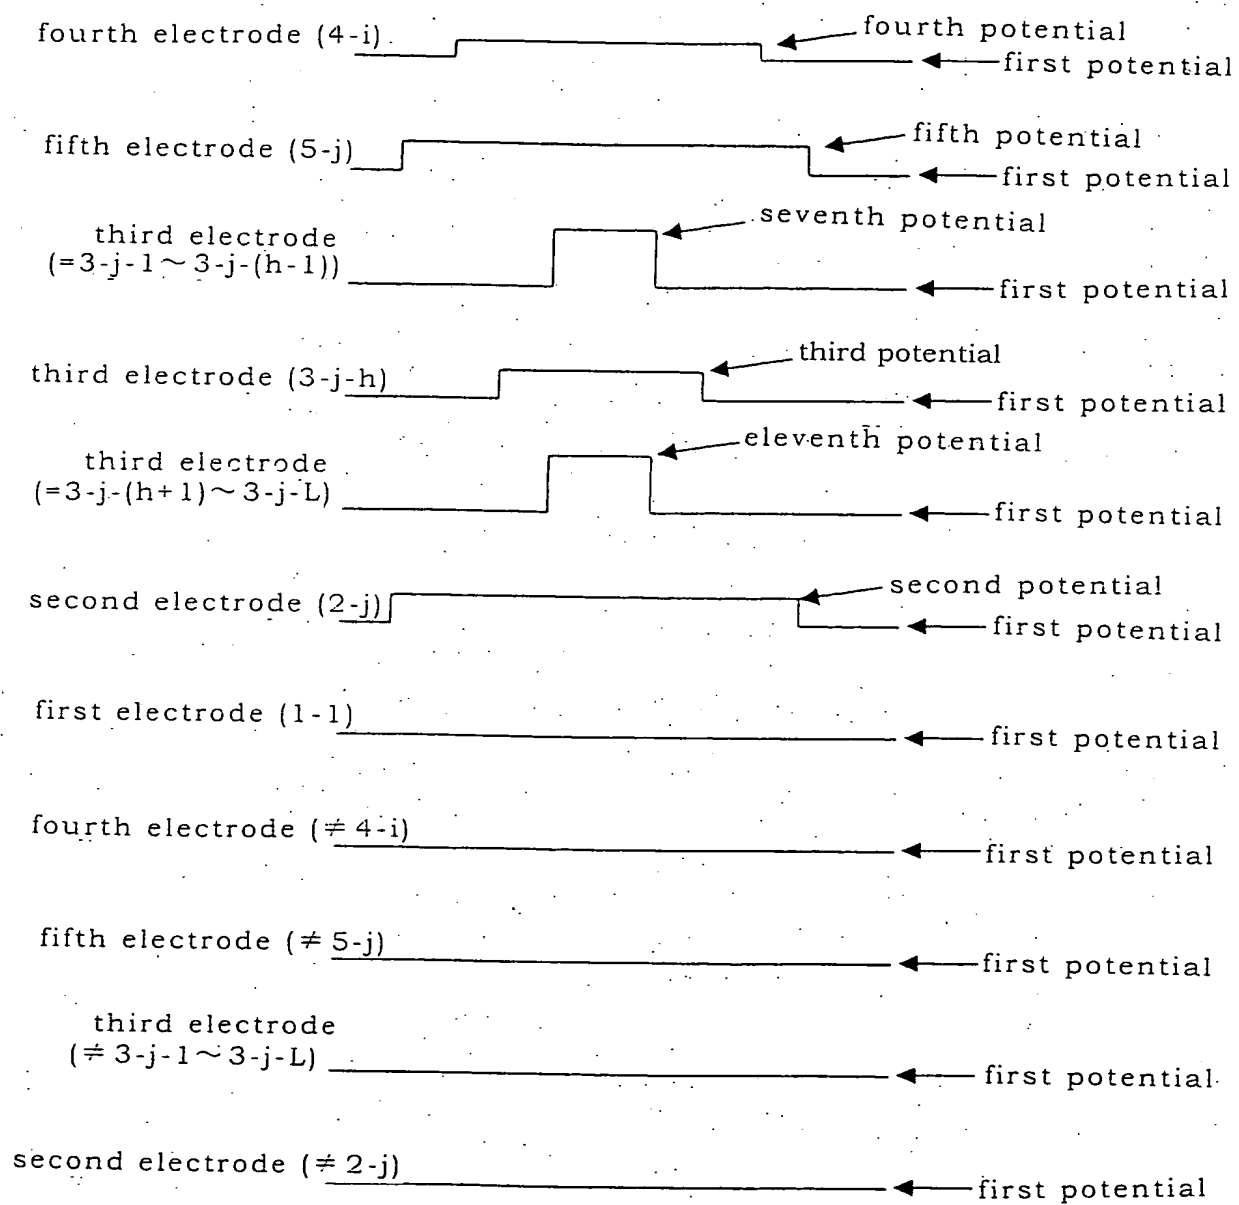 fourth electrode (4-i)
fourth potential
first potential
fifth electrode (5-j)
fifth potential
first potential
third electrode
(=3-j-1～3-j-(h-1))
seventh potential
first potential
third electrode (3-j-h)
third potential
first potential
third electrode
(=3-j-(h+1)～3-j-L)
eleventh potential
first potential
second electrode (2-j)
second potential
first potential
first electrode (1-1)
first potential
fourth electrode (≠4-i)
first potential
fifth electrode (≠5-j)
first potential
third electrode
(≠3-j-1～3-j-L)
first potential
second electrode (≠2-j)
first potential